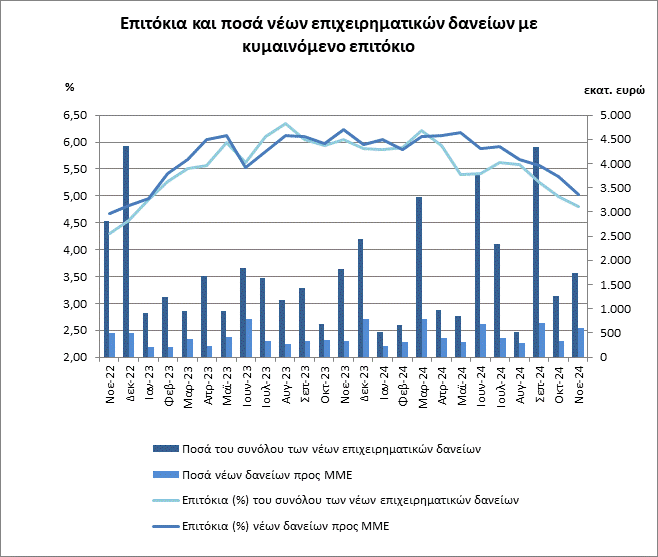 Επιτόκια και ποσά νέων επιχειρηματικών δανείων με
κυμαινόμενο επιτόκιο
%
εκατ. ευρώ
6,50
6,00
5,50
5,00
4,50
4,00
3,50
3,00
2,50
2,00
5.000
4.500
4.000
3.500
3.000
2.500
2.000
1.500
1.000
500
0
Νοε- 22
Δεκ- 22
Ιαν- 23
Φεβ- 23
Μαρ- 23
Απρ- 23
Μαϊ- 23
Ιουν- 23
Ιουλ- 23
Αυγ- 23
Σεπ- 23
Οκτ- 23
Νοε- 23
Δεκ- 23
Ιαν- 24
Φεβ- 24
Μαρ- 24
Απρ- 24
Μαϊ- 24
Ιουν- 24
Ιουλ- 24
Αυγ- 24
Σεπ- 24
Οκτ- 24
Νοε- 24
Ποσά του συνόλου των νέων επιχειρηματικών δανείων
Ποσά νέων δανείων προς ΜΜΕ
Επιτόκια (%) του συνόλου των νέων επιχειρηματικών δανείων
Επιτόκια (%) νέων δανείων προς ΜΜΕ